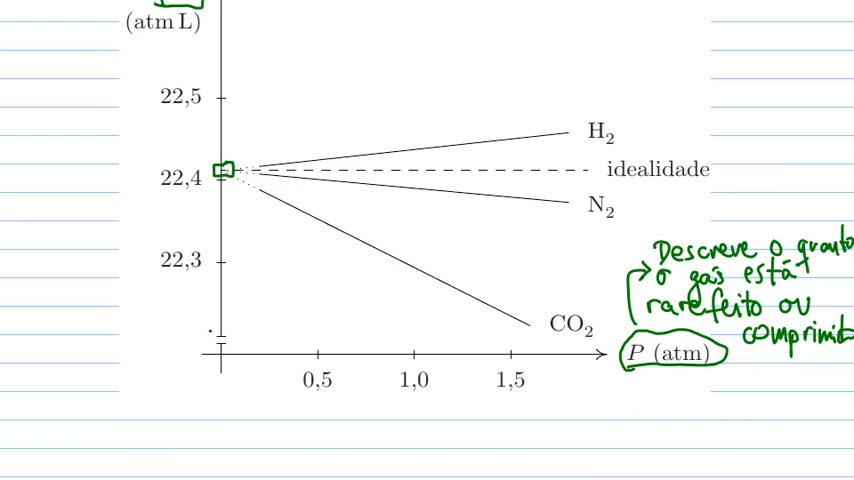 (atm L)
22,5
H₂
idealidade
22,4
N₂
22,3
Descreve o quanto
o gás está
rarefeito ou
comprimid
CO₂
P (atm)
0,5 1,0 1,5